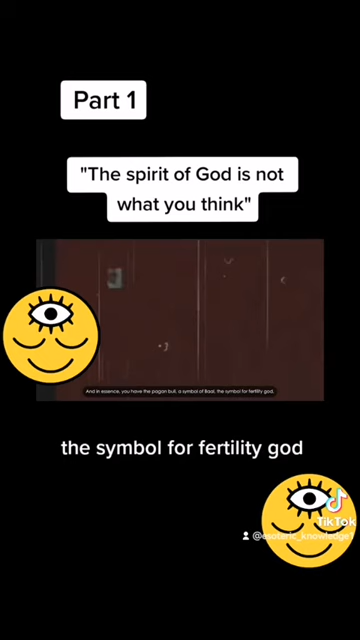 Part 1
"The spirit of God is not
what you think"
And in essence, you have the pagan bull, a symbol of Baal, the symbol for fertility god.
the symbol for fertility god
TikTok
@esoteric_knowledge1